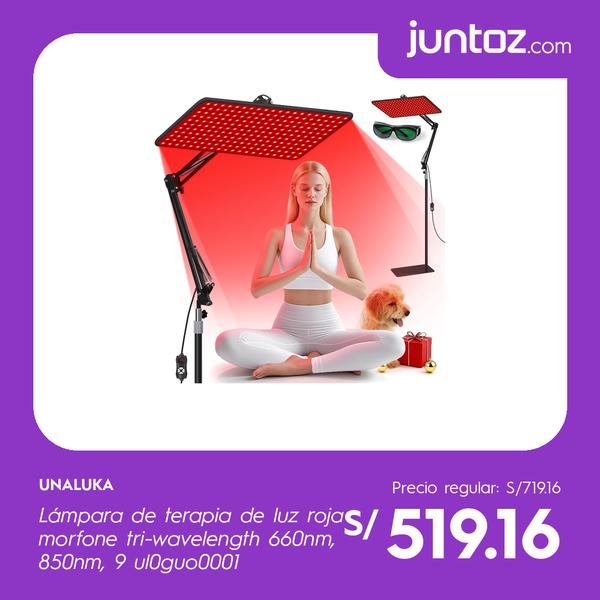 juntoz.com
UNALUKA
Lámpara de terapia de luz roja
morfone tri-wavelength 660nm,
850nm, 9 ul0guo0001
Precio regular: S/719.16
S/ 519.16